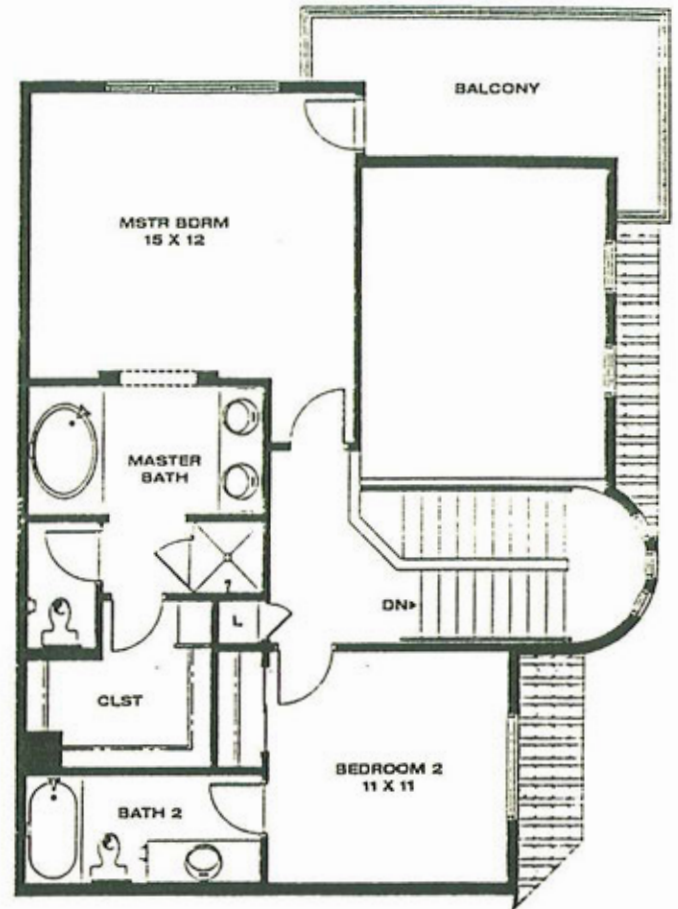 BALCONY
MSTR BDRM
15 X 12
MASTER
BATH
L
DN
CLST
BEDROOM 2
11 X 11
BATH 2